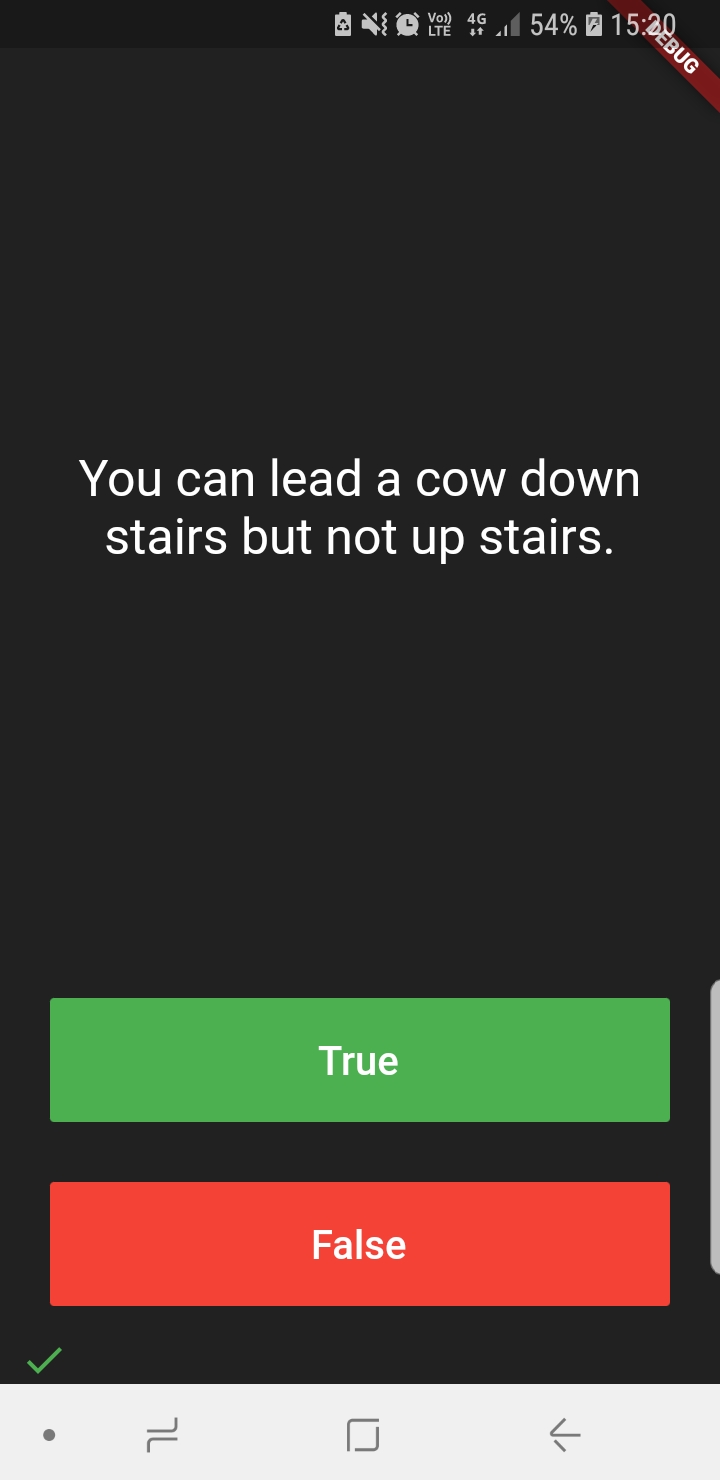 Vo)) LTE 4G 54% 15:20
DEBUG
You can lead a cow down
stairs but not up stairs.
True
False